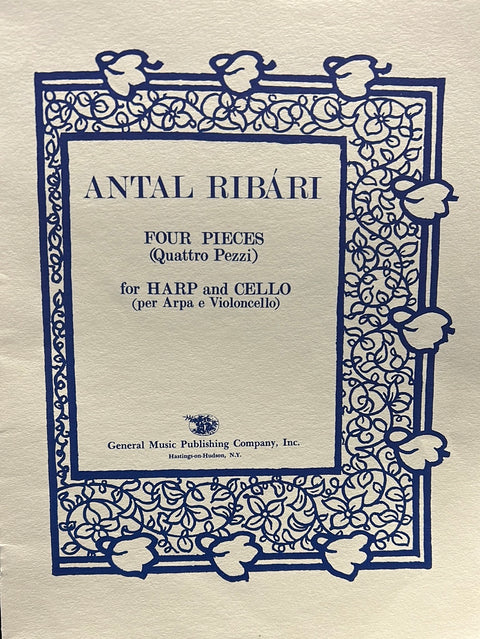 ANTAL RIBÁRI
FOUR PIECES
(Quattro Pezzi)
for HARP and CELLO
(per Arpa e Violoncello)
General Music Publishing Company, Inc.
Hastings-on-Hudson, N.Y.